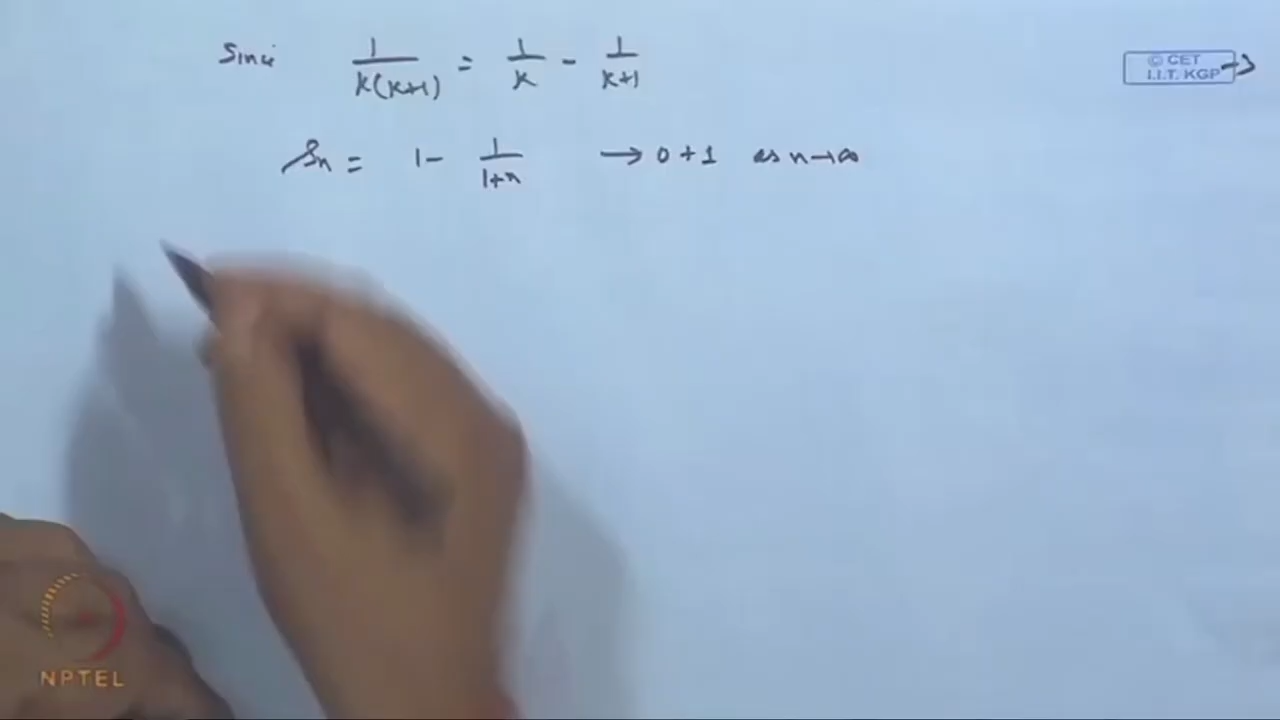 Since 1/k(k+1) = 1/k - 1/k+1
© CET
I.I.T. KGP
Sn = 1 - 1/1+n → 0+1 as n→∞
NPTEL